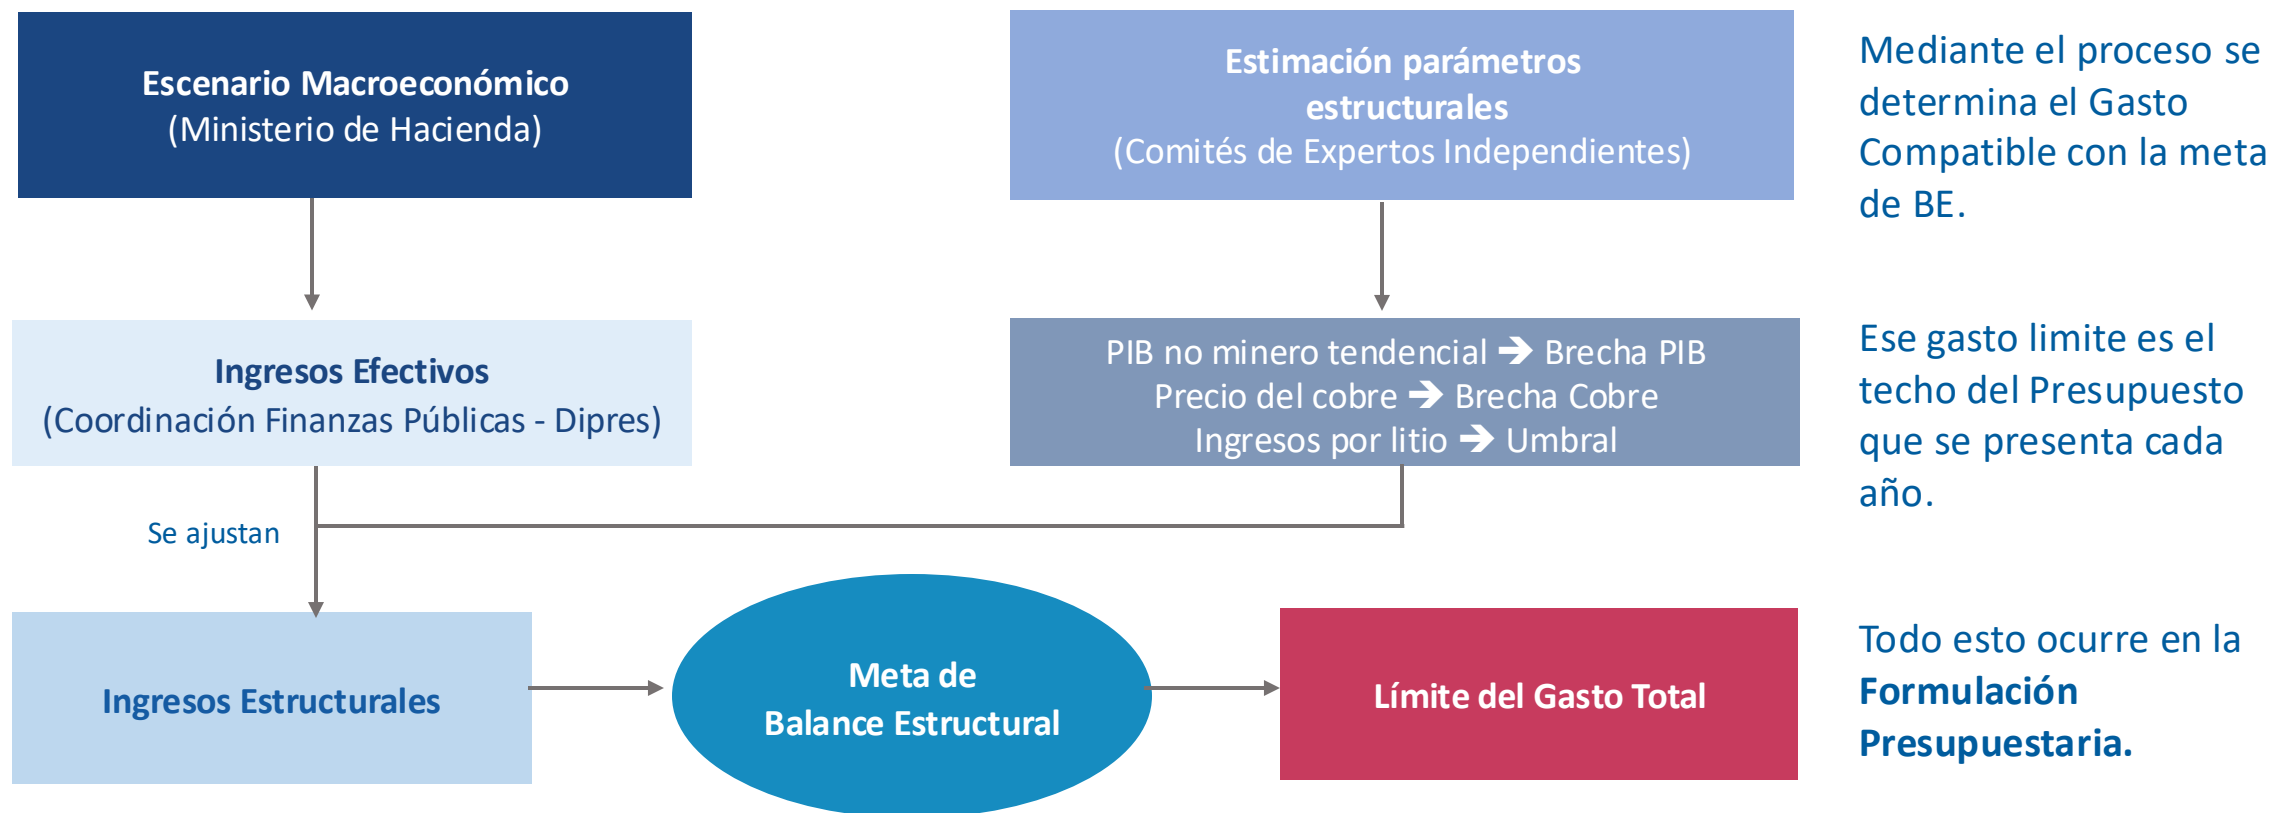 Escenario Macroeconómico
(Ministerio de Hacienda)
Estimación parámetros
estructurales
(Comités de Expertos Independientes)
Mediante el proceso se
determina el Gasto
Compatible con la meta
de BE.
Ingresos Efectivos
(Coordinación Finanzas Públicas - Dipres)
PIB no minero tendencial ➔ Brecha PIB
Precio del cobre ➔ Brecha Cobre
Ingresos por litio ➔ Umbral
Ese gasto limite es el
techo del Presupuesto
que se presenta cada
año.
Se ajustan
Ingresos Estructurales
Meta de
Balance Estructural
Límite del Gasto Total
Todo esto ocurre en la
Formulación
Presupuestaria.